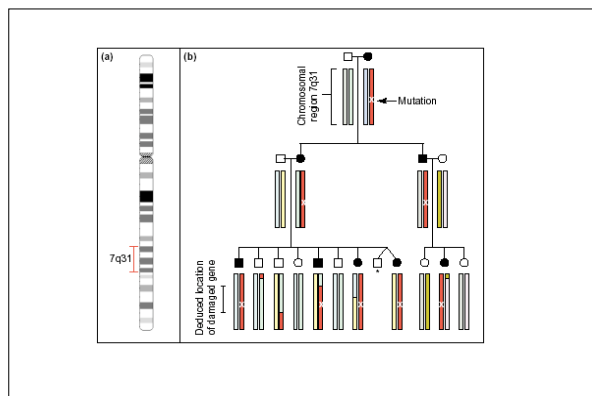 (a)
(b)
7q31
Chromosomal
region 7q31
Mutation
Deduced location
of damaged gene
*